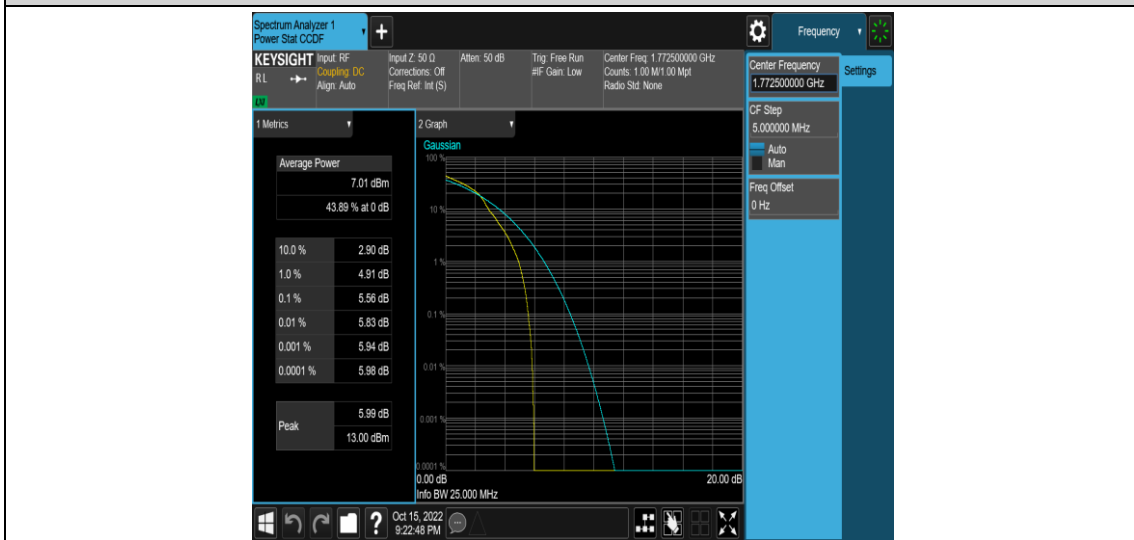 Spectrum Analyzer 1
Power Stat CCDF
+
Frequency
KEYSIGHT
Input: RF
Coupling: DC
Align: Auto
RL
LXI
Input Z: 50 Ω
Corrections: Off
Freq Ref: Int (S)
Atten: 50 dB
Trig: Free Run
#IF Gain: Low
Center Freq: 1.772500000 GHz
Counts: 1.00 M/1.00 Mpt
Radio Std: None
Center Frequency
1.772500000 GHz
Settings
CF Step
5.000000 MHz
Auto
Man
Freq Offset
0 Hz
1 Metrics
Average Power
7.01 dBm
43.89 % at 0 dB
10.0 % 2.90 dB
1.0 % 4.91 dB
0.1 % 5.56 dB
0.01 % 5.83 dB
0.001 % 5.94 dB
0.0001 % 5.98 dB
Peak
5.99 dB
13.00 dBm
2 Graph
Gaussian
100 %
10 %
1 %
0.1 %
0.01 %
0.001 %
0.0001 %
0.00 dB 20.00 dB
Info BW 25.000 MHz
?
Oct 15, 2022
9:22:48 PM